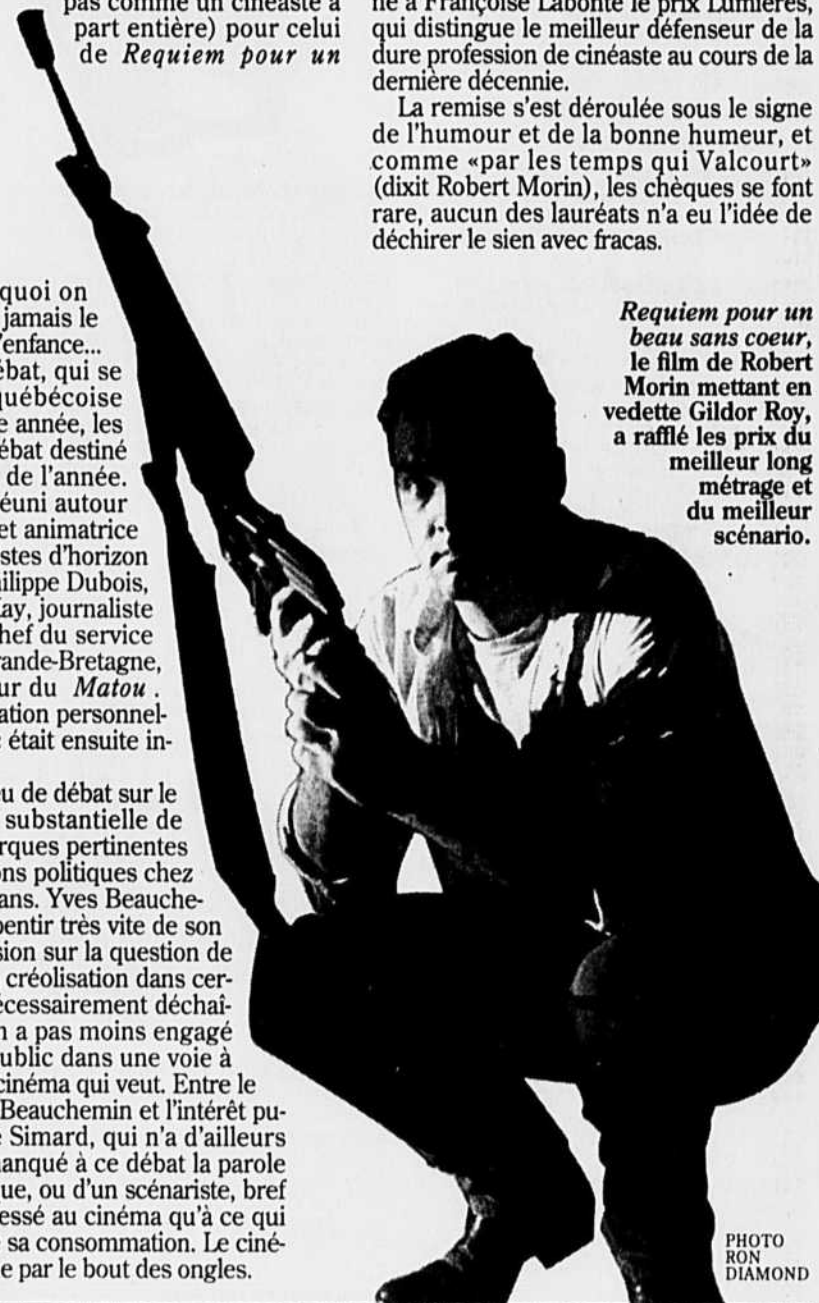 pas comme un cinéaste à
part entière) pour celui
de Requiem pour un
quoi on
jamais le
'enfance...
ébat, qui se
québécoise
e année, les
ébat destiné
de l'année.
éuni autour
et animatrice
stes d'horizon
ilippe Dubois,
Kay, journaliste
hef du service
rande-Bretagne,
ur du Matou .
ation personnel-
c était ensuite in-
u de débat sur le
substantielle de
rques pertinentes
ons politiques chez
ans. Yves Beauche-
pentir très vite de son
sion sur la question de
créolisation dans cer-
écessairement déchaî-
n a pas moins engagé
ublic dans une voie à
cinéma qui veut. Entre le
Beauchemin et l'intérêt pu-
e Simard, qui n'a d'ailleurs
anqué à ce débat la parole
que, ou d'un scénariste, bref
essé au cinéma qu'à ce qui
e sa consommation. Le ciné-
e par le bout des ongles.
né à Françoise Labonté le prix Lumières,
qui distingue le meilleur défenseur de la
dure profession de cinéaste au cours de la
dernière décennie.
La remise s'est déroulée sous le signe
de l'humour et de la bonne humeur, et
comme «par les temps qui Valcourt»
(dixit Robert Morin), les chèques se font
rare, aucun des lauréats n'a eu l'idée de
déchirer le sien avec fracas.
Requiem pour un
beau sans coeur,
le film de Robert
Morin mettant en
vedette Gildor Roy,
a rafflé les prix du
meilleur long
métrage et
du meilleur
scénario.
PHOTO
RON
DIAMOND